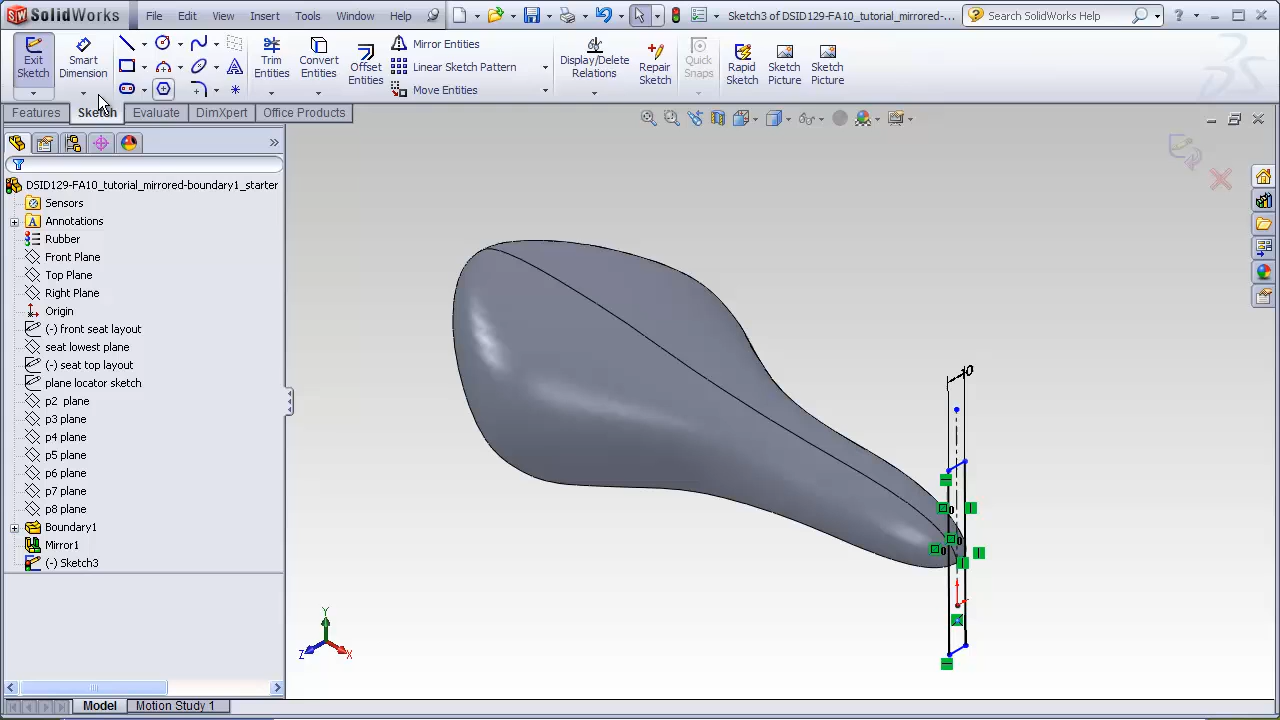 SolidWorks File Edit View Insert Tools Window Help Sketch3 of DSID129-FA10_tutorial_mirrored-... Search SolidWorks Help
Exit Sketch
Smart Dimension
Trim Entities
Convert Entities
Offset Entities
Mirror Entities
Linear Sketch Pattern
Move Entities
Display/Delete Relations
Repair Sketch
Quick Snaps
Rapid Sketch
Sketch Picture
Sketch Picture
Features Sketch Evaluate DimXpert Office Products
DSID129-FA10_tutorial_mirrored-boundary1_starter
Sensors
Annotations
Rubber
Front Plane
Top Plane
Right Plane
Origin
(-) front seat layout
seat lowest plane
(-) seat top layout
plane locator sketch
p2 plane
p3 plane
p4 plane
p5 plane
p6 plane
p7 plane
p8 plane
Boundary1
Mirror1
(-) Sketch3
Y
Z
X
Model Motion Study 1